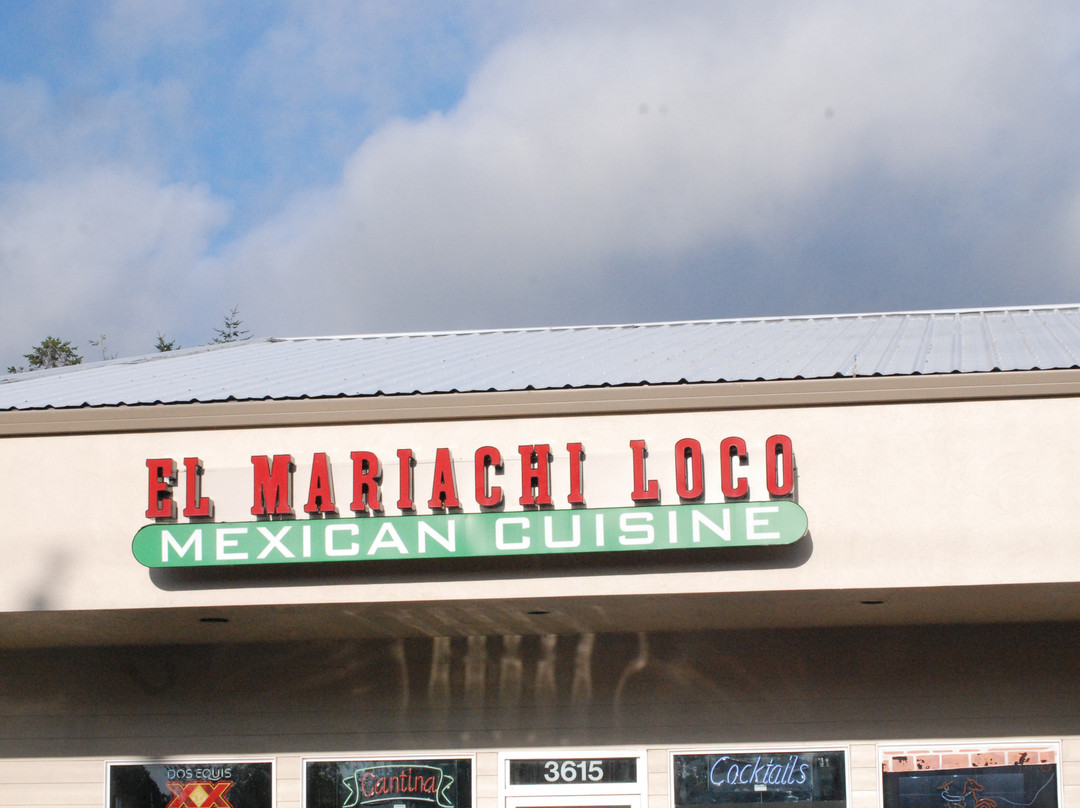 EL MARIACHI LOCO
MEXICAN CUISINE
DOS EQUIS
XX
Cantina
3615
Cocktails